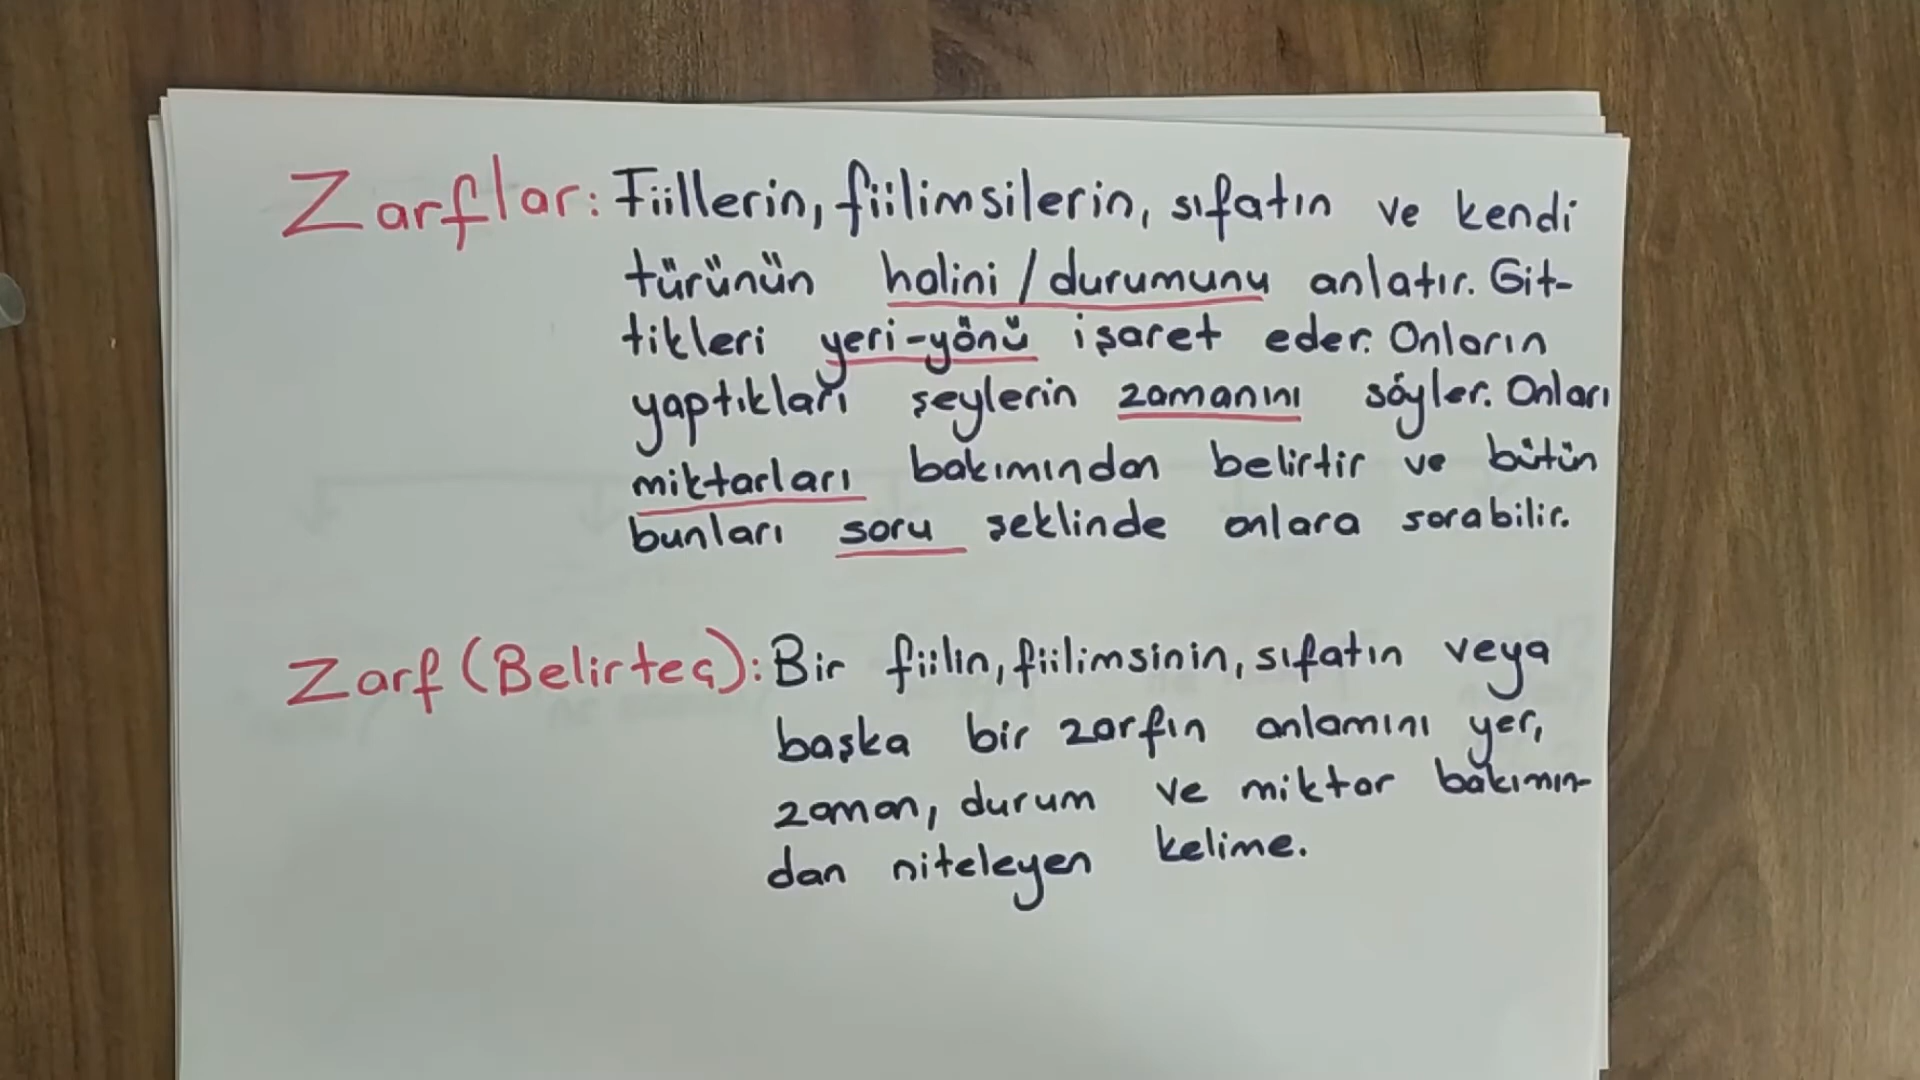 Zarflar: Fiillerin, fiilimsilerin, sıfatın ve kendi
türünün halini / durumunu anlatır. Git-
tikleri yeri-yönü işaret eder. Onların
yaptıkları şeylerin zamanını söyler. Onları
miktarları bakımından belirtir ve bütün
bunları soru şeklinde onlara sorabilir.
Zarf (Belirteç): Bir fiilin, fiilimsinin, sıfatın veya
başka bir zarfın anlamını yer,
zaman, durum ve miktar bakımın-
dan niteleyen kelime.